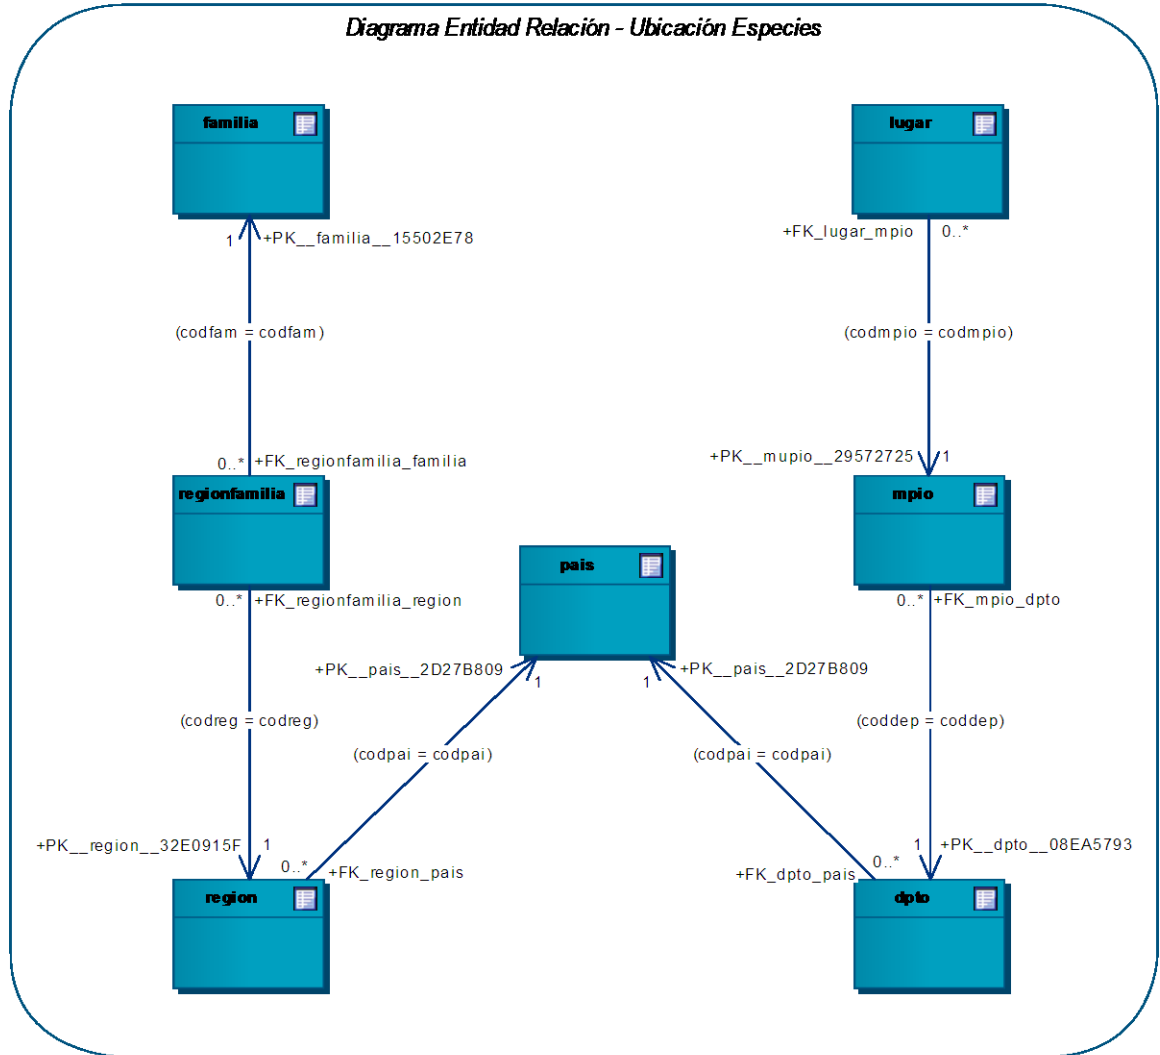 Diagrama Entidad Relación - Ubicación Especies
familia
lugar
1
+PK__familia__15502E78
+FK_lugar_mpio
0..*
(codfam = codfam)
(codmpio = codmpio)
0..*
+FK_regionfamilia_familia
+PK__mupio__29572725
1
regionfamilia
mpio
pais
0..*
+FK_regionfamilia_region
0..*
+FK_mpio_dpto
+PK__pais__2D27B809
1
1
+PK__pais__2D27B809
(codreg = codreg)
(codpai = codpai)
(codpai = codpai)
(coddep = coddep)
+PK__region__32E0915F
1
0..*
+FK_region_pais
1
+PK__dpto__08EA5793
0..*
+FK_dpto_pais
region
dpto